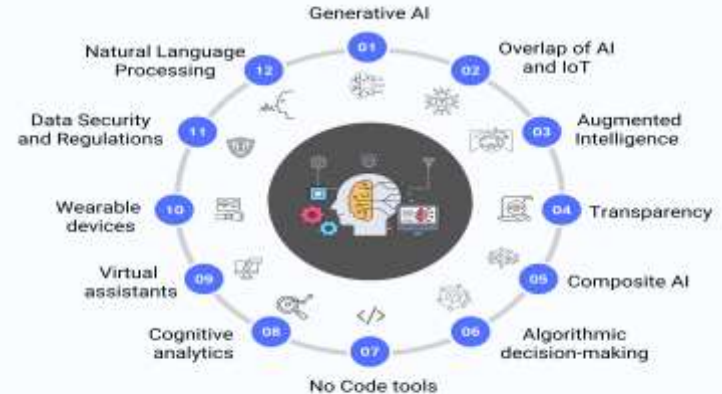 Generative AI
01
Overlap of AI
and IoT
02
Augmented
Intelligence
03
Transparency
04
Composite AI
05
Algorithmic
decision-making
06
No Code tools
07
</>
Cognitive
analytics
08
Virtual
assistants
09
Wearable
devices
10
Data Security
and Regulations
11
Natural Language
Processing
12